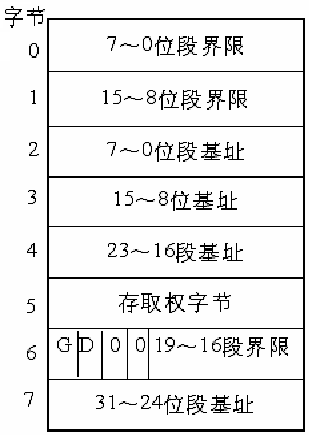 字节
0 7～0位段界限
1 15～8位段界限
2 7～0位段基址
3 15～8位基址
4 23～16段基址
5 存取权字节
6 G D 0 0 19～16段界限
7 31～24位段基址